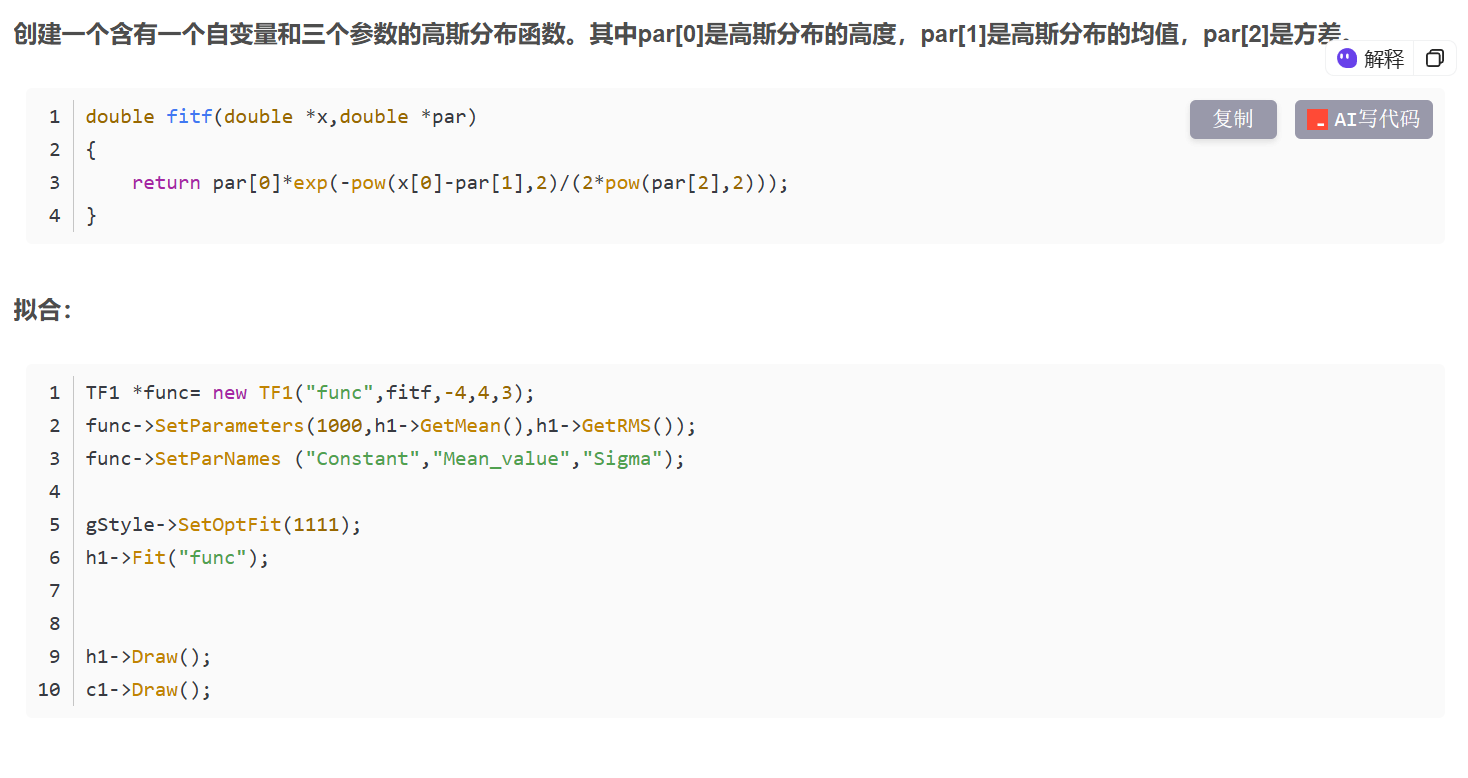 创建一个含有一个自变量和三个参数的高斯分布函数。其中par[0]是高斯分布的高度，par[1]是高斯分布的均值，par[2]是方差。
解释
复制
AI写代码
1 double fitf(double *x,double *par)
2 {
3     return par[0]*exp(-pow(x[0]-par[1],2)/(2*pow(par[2],2)));
4 }
拟合：
1 TF1 *func= new TF1("func",fitf,-4,4,3);
2 func->SetParameters(1000,h1->GetMean(),h1->GetRMS());
3 func->SetParNames ("Constant","Mean_value","Sigma");
4
5 gStyle->SetOptFit(1111);
6 h1->Fit("func");
7
8
9 h1->Draw();
10 c1->Draw();